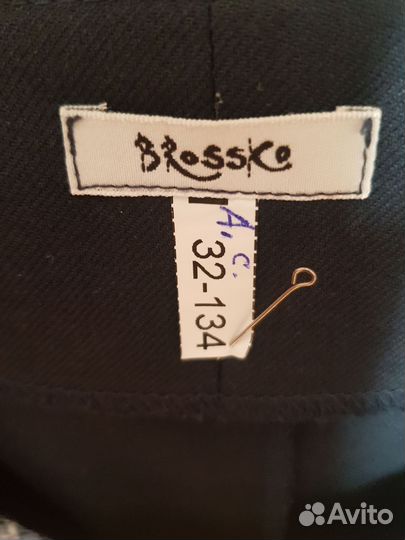 BRossKo
А. с.
32-134
Avito